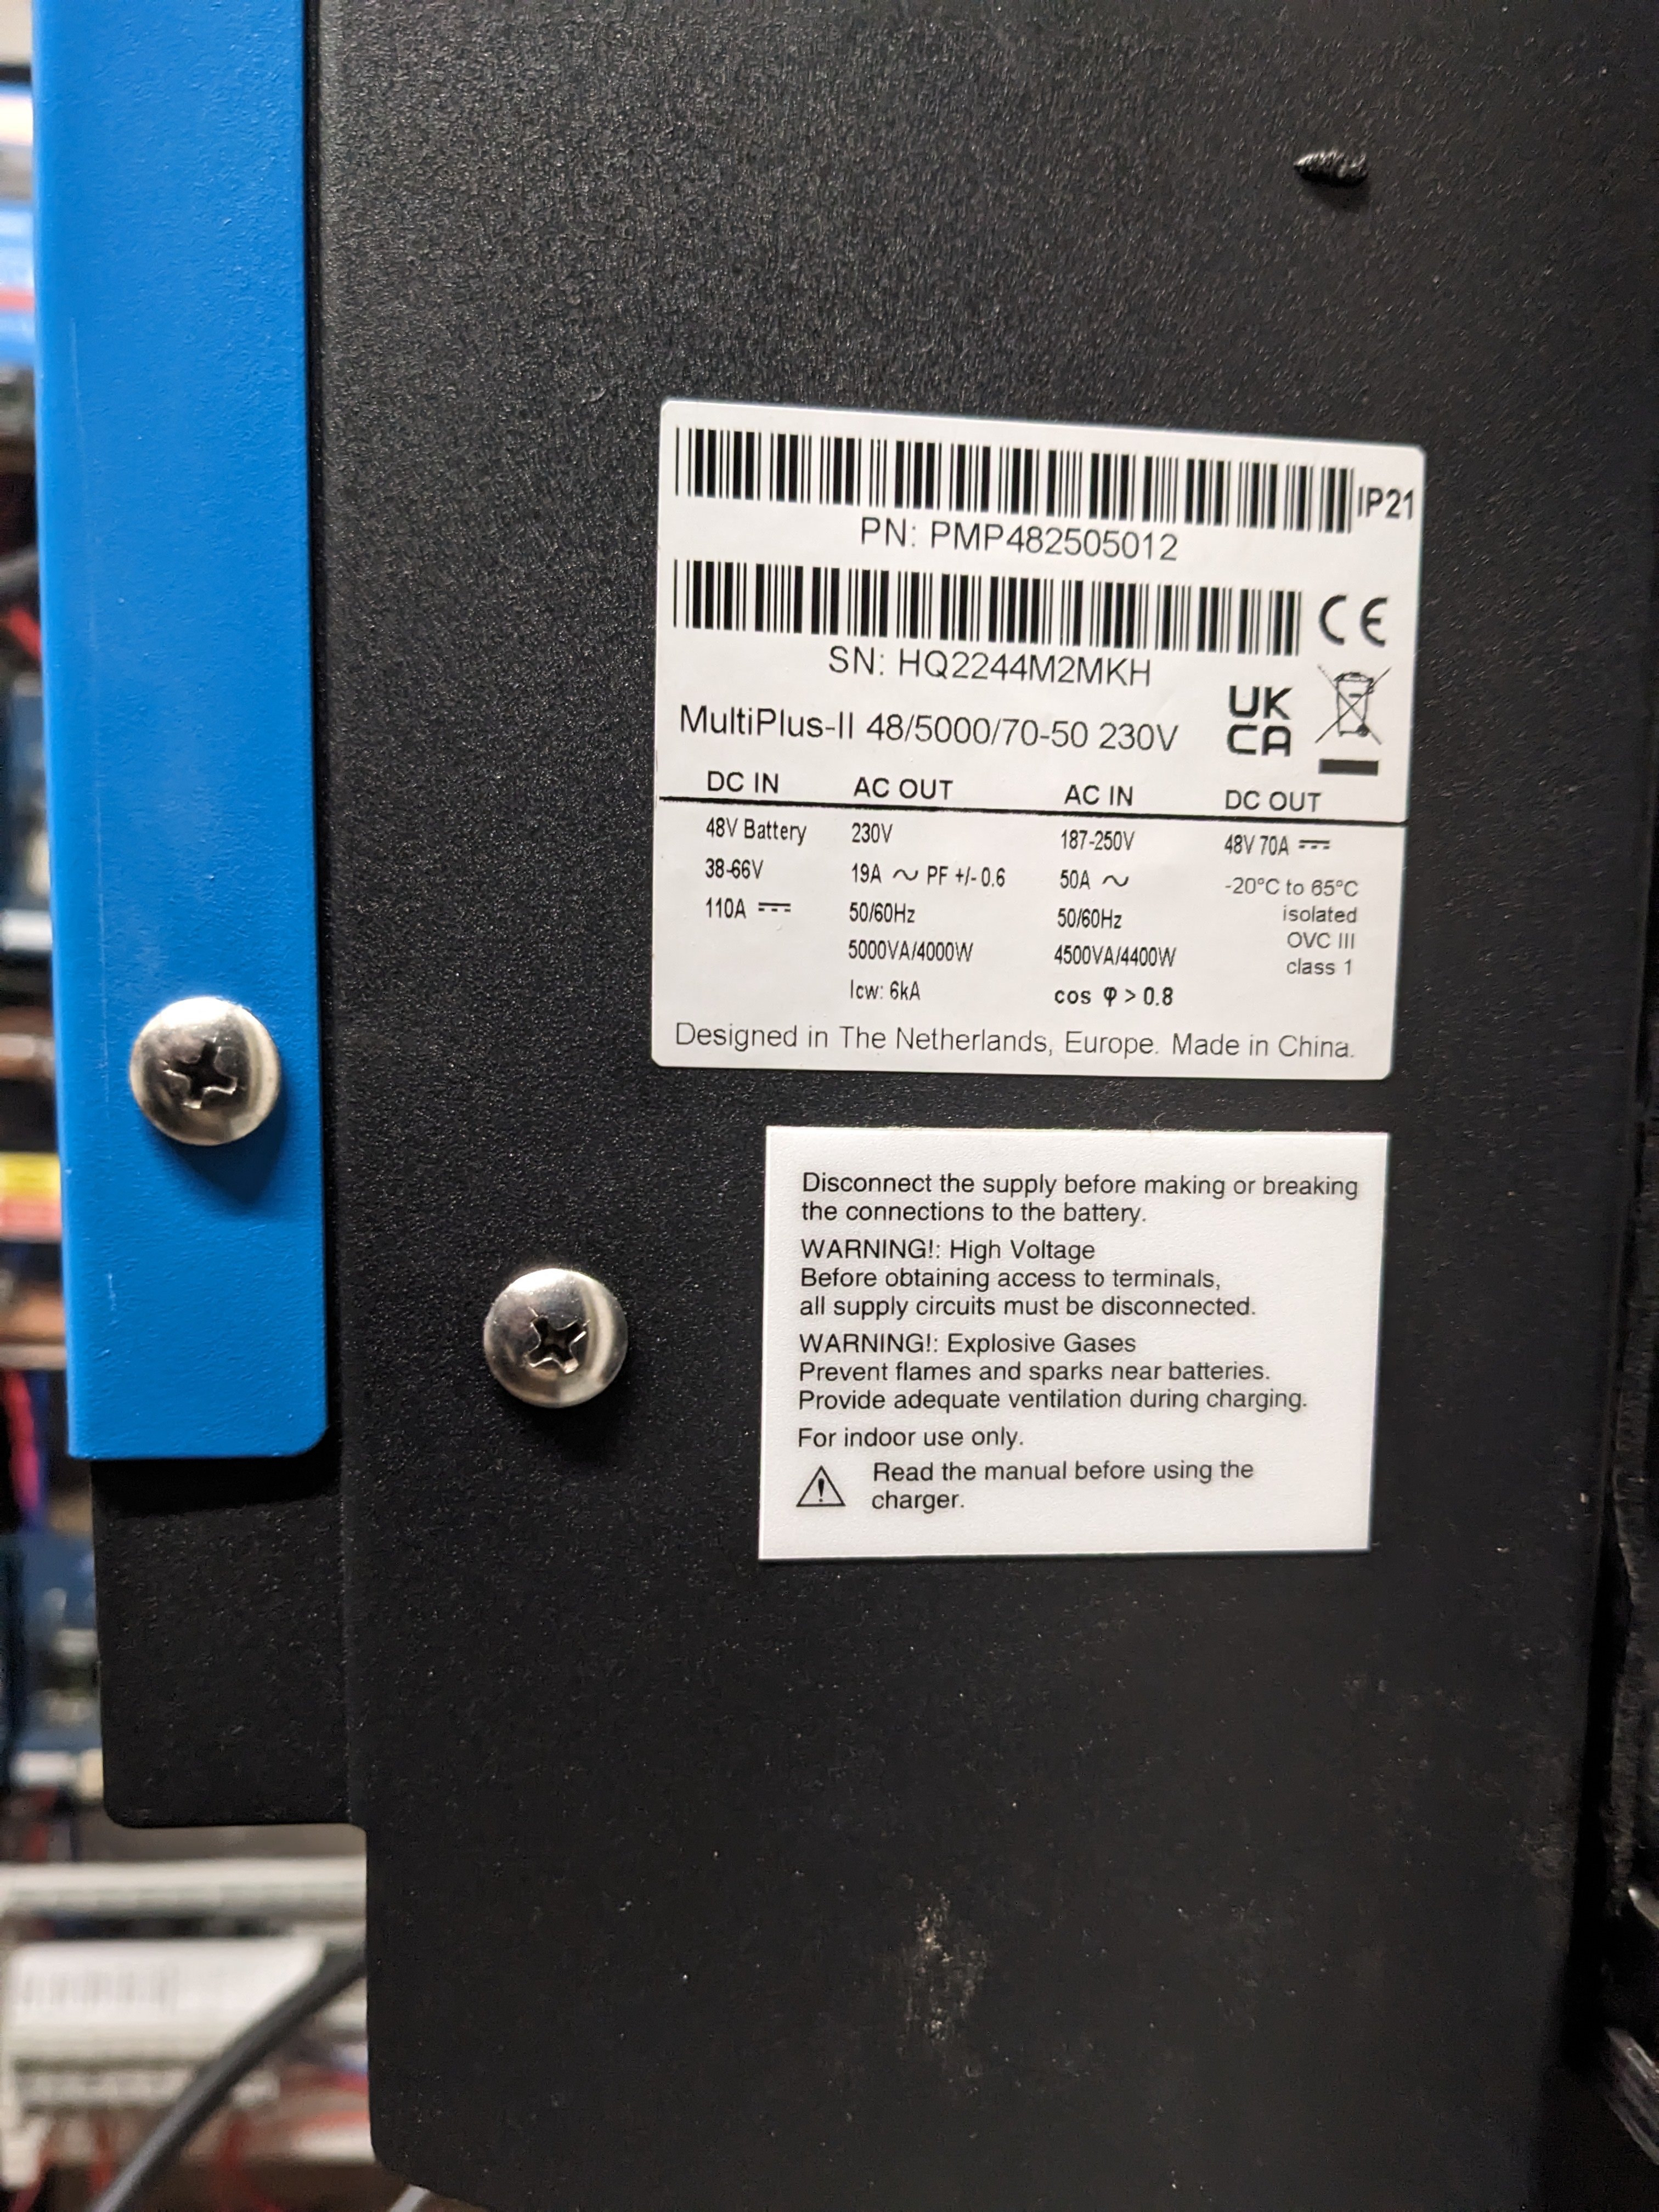 IP21
PN: PMP482505012
CE
SN: HQ2244M2MKH
UK
CA
MultiPlus-II 48/5000/70-50 230V
DC IN AC OUT AC IN DC OUT
48V Battery 230V 187-250V 48V 70A ⎓
38-66V 19A ~ PF +/- 0.6 50A ~ -20°C to 65°C
110A ⎓ 50/60Hz 50/60Hz isolated
5000VA/4000W 4500VA/4400W OVC III
Icw: 6kA cos φ > 0.8 class 1
Designed in The Netherlands, Europe. Made in China.
Disconnect the supply before making or breaking
the connections to the battery.
WARNING!: High Voltage
Before obtaining access to terminals,
all supply circuits must be disconnected.
WARNING!: Explosive Gases
Prevent flames and sparks near batteries.
Provide adequate ventilation during charging.
For indoor use only.
Read the manual before using the
charger.